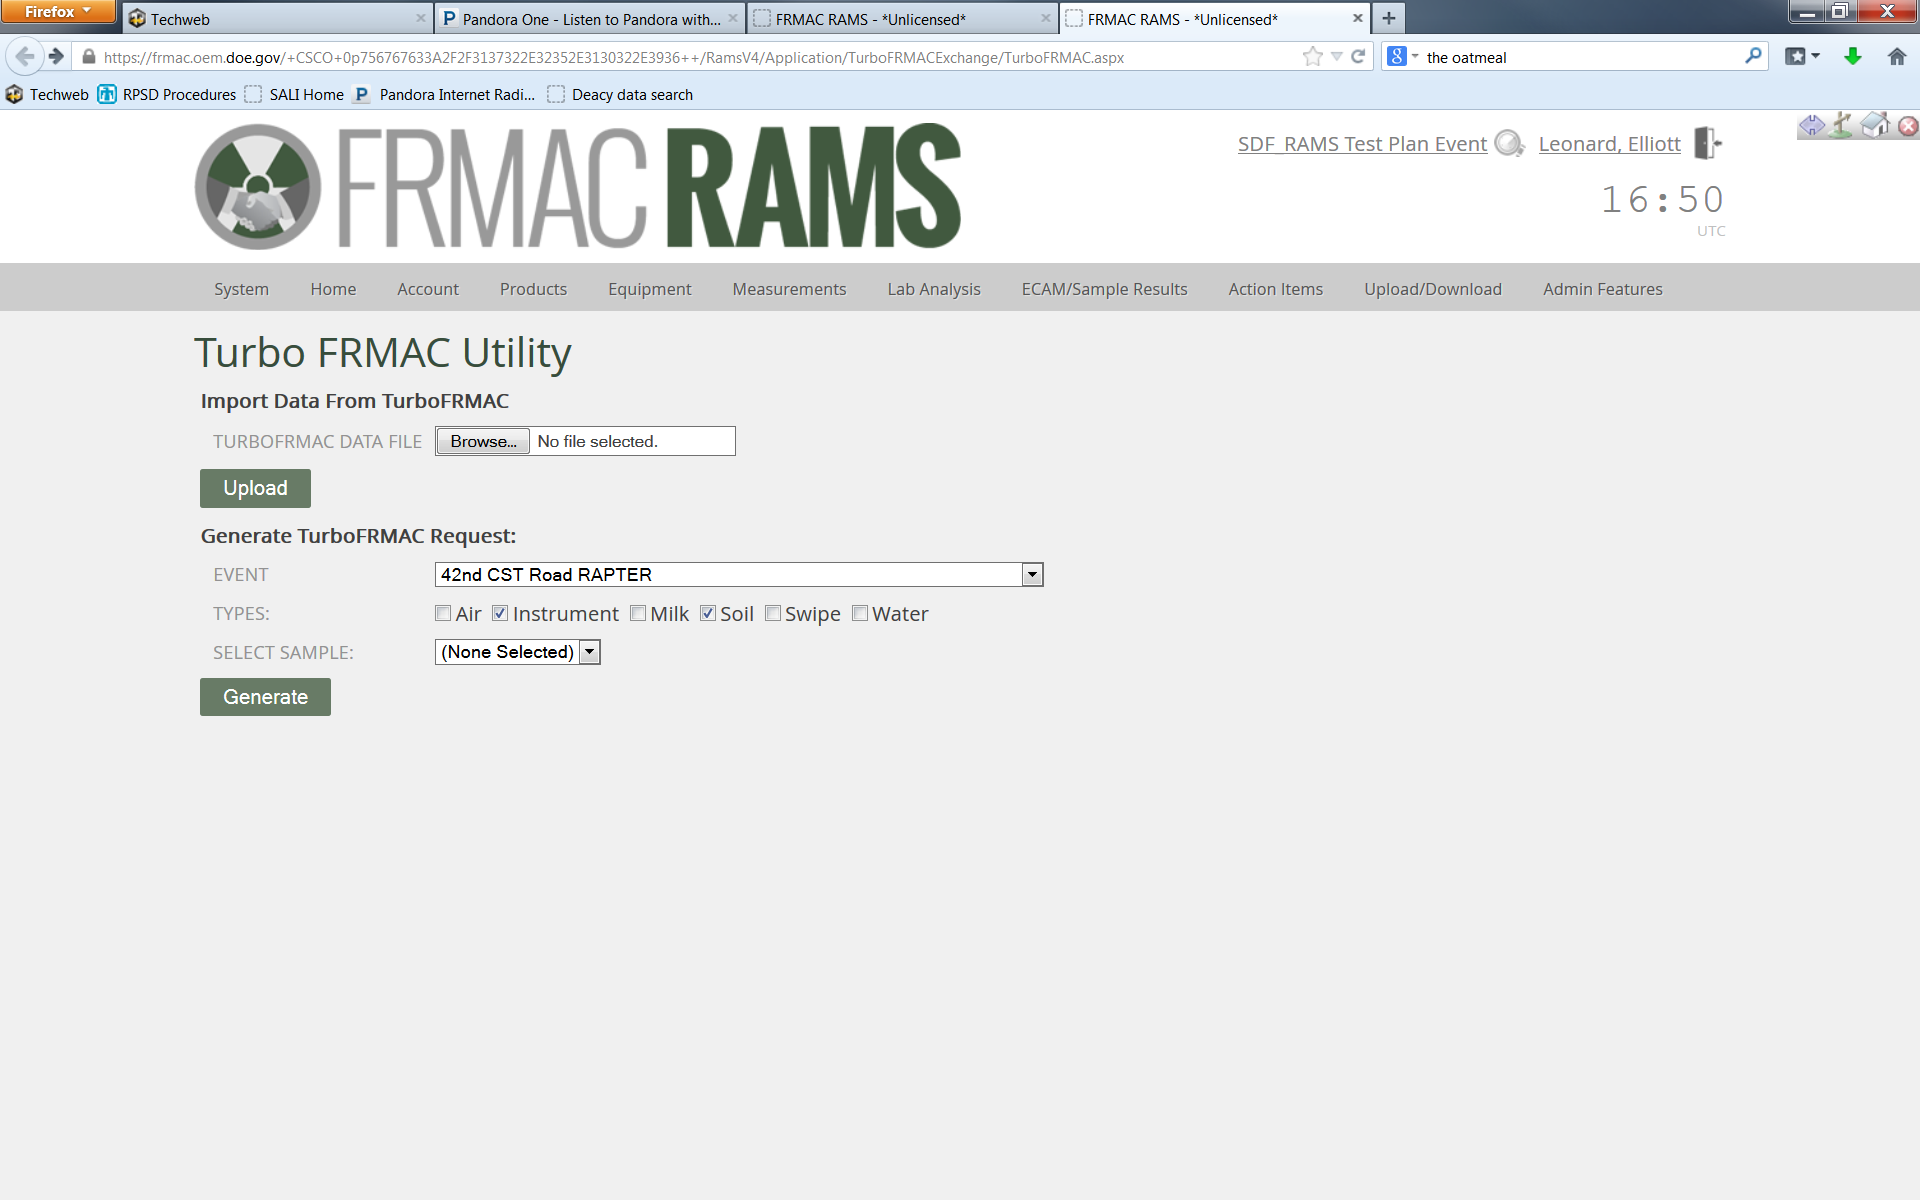 Firefox
Techweb
Pandora One - Listen to Pandora with...
FRMAC RAMS - *Unlicensed*
FRMAC RAMS - *Unlicensed*
https://frmac.oem.doe.gov/+CSCO+0p756767633A2F2F3137322E32352E3130322E3936++/RamsV4/Application/TurboFRMACExchange/TurboFRMAC.aspx
the oatmeal
Techweb RPSD Procedures SALI Home Pandora Internet Radi... Deacy data search
FRMAC RAMS
SDF_RAMS Test Plan Event Leonard, Elliott
16:50
UTC
System Home Account Products Equipment Measurements Lab Analysis ECAM/Sample Results Action Items Upload/Download Admin Features
Turbo FRMAC Utility
Import Data From TurboFRMAC
TURBOFRMAC DATA FILE Browse... No file selected.
Upload
Generate TurboFRMAC Request:
EVENT 42nd CST Road RAPTER
TYPES: Air Instrument Milk Soil Swipe Water
SELECT SAMPLE: (None Selected)
Generate